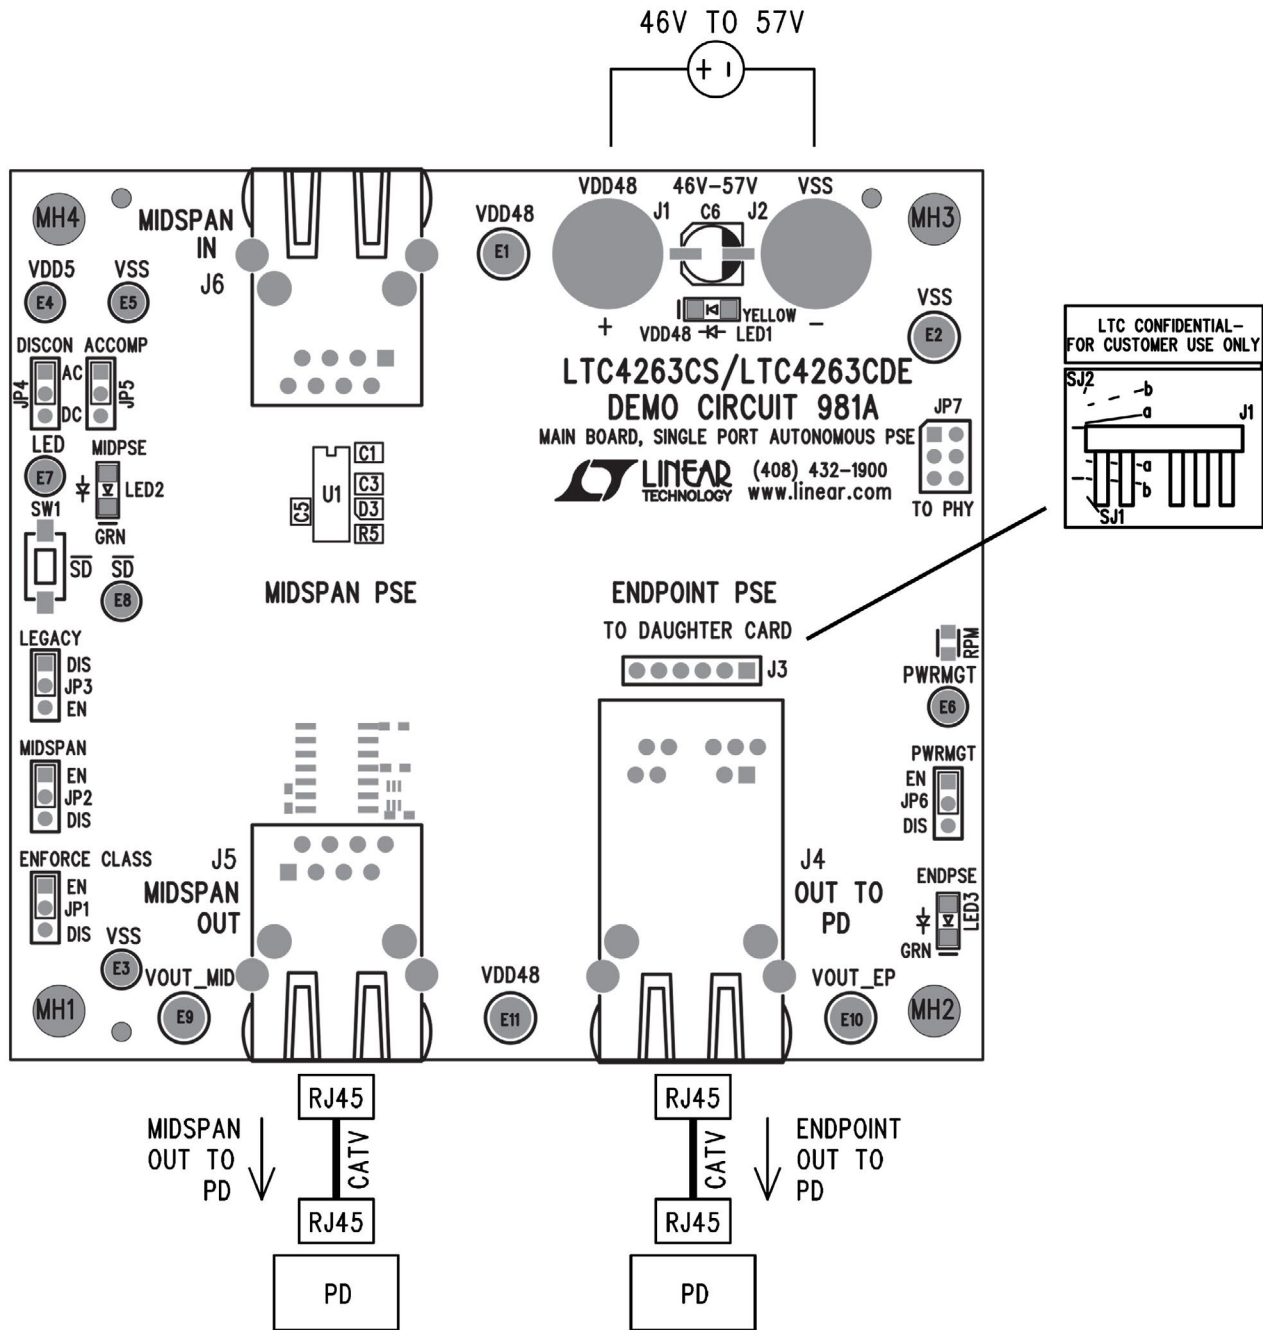 46V TO 57V
+ -
VDD48 46V-57V VSS
J1 C6 J2
MH4
MIDSPAN
IN
J6
VDD48
E1
MH3
VDD5 VSS
E4 E5
VSS
E2
+ YELLOW -
VDD48 LED1
DISCON ACCOMP
JP4 AC JP5
DC
LTC4263CS/LTC4263CDE
DEMO CIRCUIT 981A
MAIN BOARD, SINGLE PORT AUTONOMOUS PSE
LINEAR
TECHNOLOGY
(408) 432-1900
www.linear.com
JP7
TO PHY
LTC CONFIDENTIAL-
FOR CUSTOMER USE ONLY
SJ2 b
a J1
a
b
SJ1
LED MIDPSE
E7 LED2
SW1 GRN
SD SD
E8
C1
U1 C3
C5 D3
R5
MIDSPAN PSE
ENDPOINT PSE
TO DAUGHTER CARD
J3
LEGACY
DIS
JP3
EN
RPM
PWRMGT
E6
MIDSPAN
EN
JP2
DIS
PWRMGT
EN
JP6
DIS
ENFORCE CLASS
EN
JP1
DIS
J5
MIDSPAN
OUT
J4
OUT TO
PD
ENDPSE
LED3
GRN
VSS
E3
VOUT_MID
E9
VDD48
E11
VOUT_EP
E10
MH1
MH2
RJ45 RJ45
MIDSPAN
OUT TO
PD
CATV
CATV
ENDPOINT
OUT TO
PD
RJ45 RJ45
PD PD